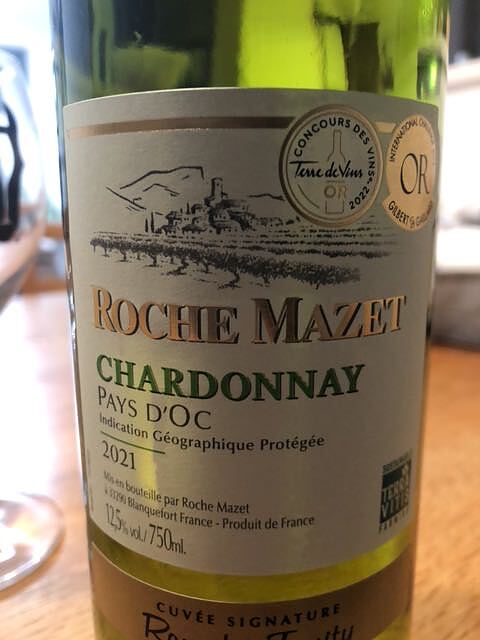 CONCOURS DES VINS
Terre de Vins
OR
2022
INTERNATIONAL
OR
GILBERT & GAILLARD
ROCHE MAZET
CHARDONNAY
PAYS D'OC
Indication Géographique Protégée
2021
Mis en bouteille par Roche Mazet
à 33290 Blanquefort France - Produit de France
12,5% vol./750ml.
TERRA
VITIS
CUVÉE SIGNATURE